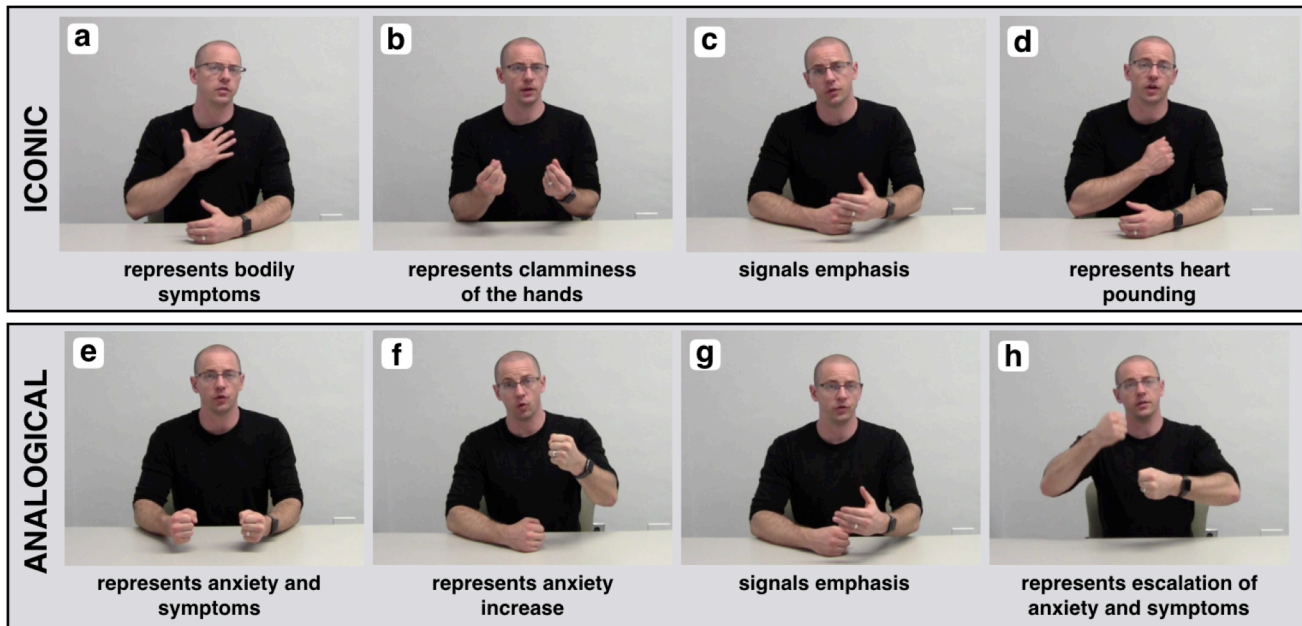 ICONIC
a
b
c
d
represents bodily
symptoms
represents clamminess
of the hands
signals emphasis
represents heart
pounding
ANALOGICAL
e
f
g
h
represents anxiety and
symptoms
represents anxiety
increase
signals emphasis
represents escalation of
anxiety and symptoms